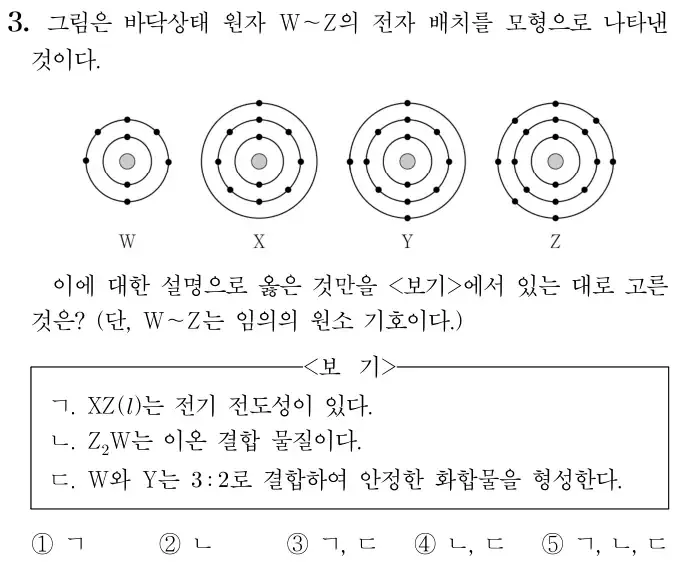 3. 그림은 바닥상태 원자 W~Z의 전자 배치를 모형으로 나타낸
것이다.
W X Y Z
이에 대한 설명으로 옳은 것만을 <보기>에서 있는 대로 고른
것은? (단, W~Z는 임의의 원소 기호이다.)
<보 기>
ㄱ. XZ(l)는 전기 전도성이 있다.
ㄴ. Z₂W는 이온 결합 물질이다.
ㄷ. W와 Y는 3:2로 결합하여 안정한 화합물을 형성한다.
① ㄱ ② ㄴ ③ ㄱ, ㄷ ④ ㄴ, ㄷ ⑤ ㄱ, ㄴ, ㄷ